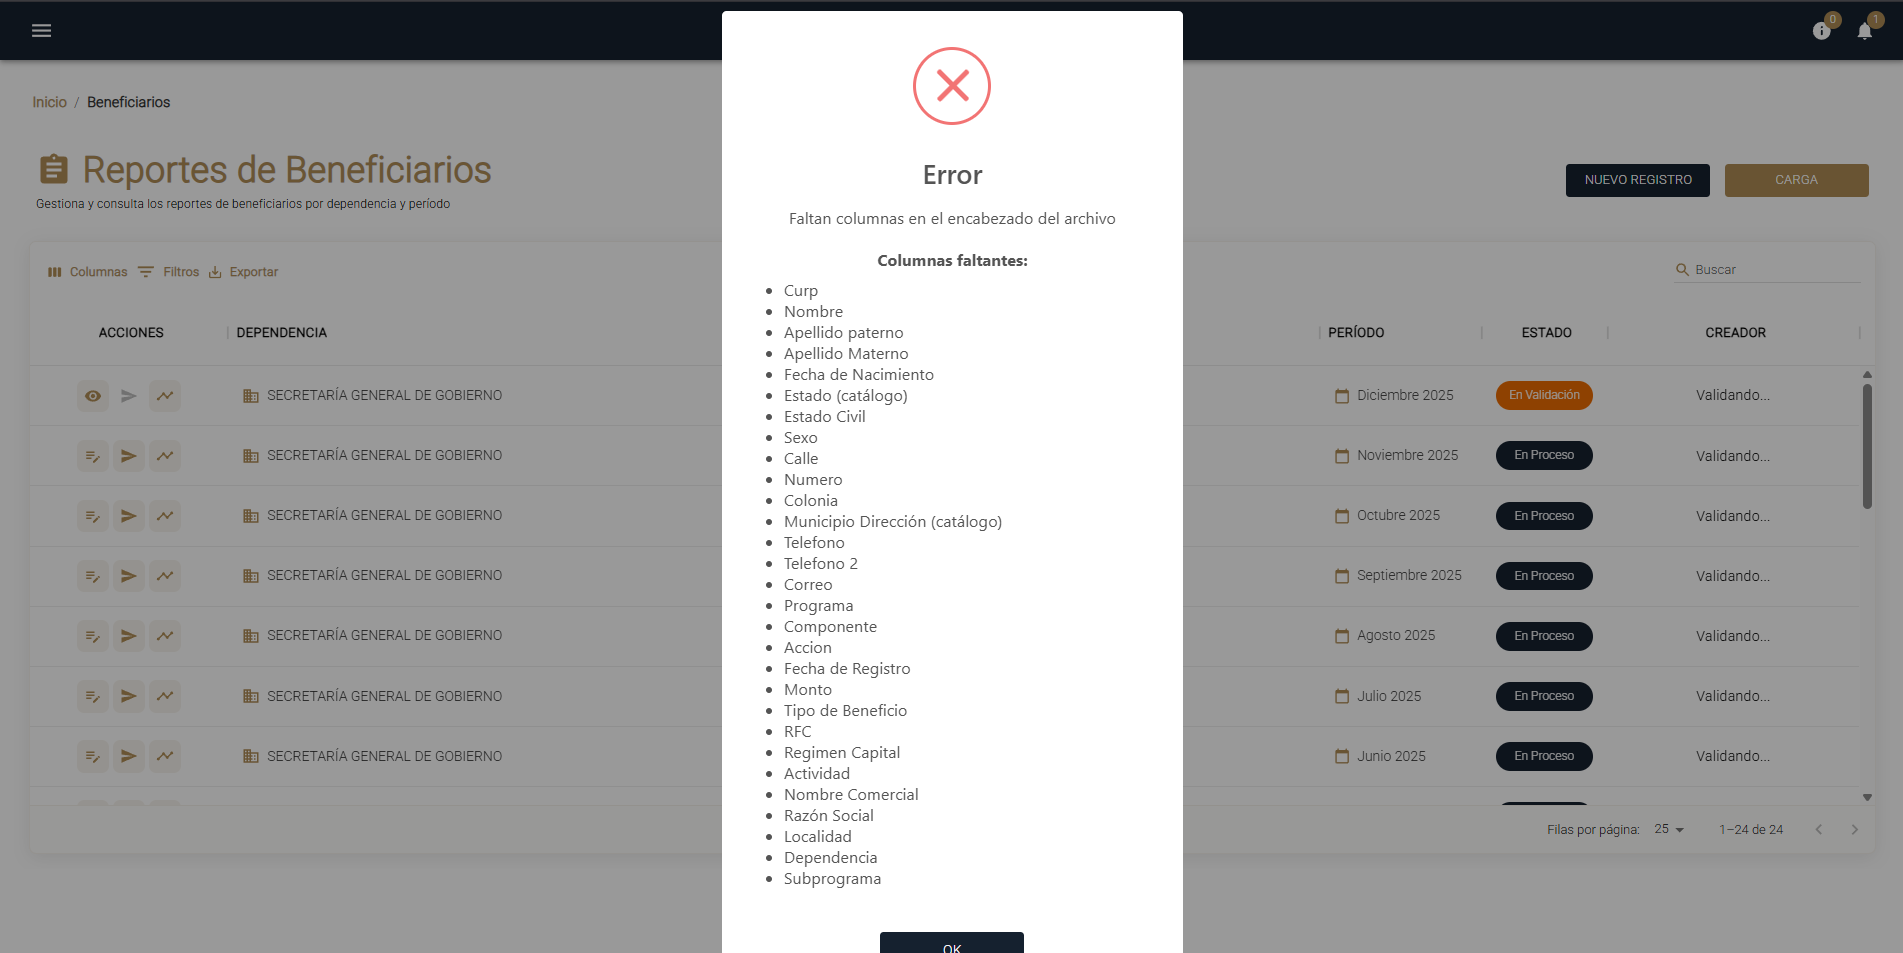 0
1
Inicio / Beneficiarios
Reportes de Beneficiarios
Gestiona y consulta los reportes de beneficiarios por dependencia y período
NUEVO REGISTRO
CARGA
Columnas
Filtros
Exportar
Buscar
ACCIONES
DEPENDENCIA
PERÍODO
ESTADO
CREADOR
SECRETARÍA GENERAL DE GOBIERNO
Diciembre 2025
En Validación
Validando...
SECRETARÍA GENERAL DE GOBIERNO
Noviembre 2025
En Proceso
Validando...
SECRETARÍA GENERAL DE GOBIERNO
Octubre 2025
En Proceso
Validando...
SECRETARÍA GENERAL DE GOBIERNO
Septiembre 2025
En Proceso
Validando...
SECRETARÍA GENERAL DE GOBIERNO
Agosto 2025
En Proceso
Validando...
SECRETARÍA GENERAL DE GOBIERNO
Julio 2025
En Proceso
Validando...
SECRETARÍA GENERAL DE GOBIERNO
Junio 2025
En Proceso
Validando...
Filas por página:
25
1–24 de 24
Error
Faltan columnas en el encabezado del archivo
Columnas faltantes:
Curp
Nombre
Apellido paterno
Apellido Materno
Fecha de Nacimiento
Estado (catálogo)
Estado Civil
Sexo
Calle
Numero
Colonia
Municipio Dirección (catálogo)
Telefono
Telefono 2
Correo
Programa
Componente
Accion
Fecha de Registro
Monto
Tipo de Beneficio
RFC
Regimen Capital
Actividad
Nombre Comercial
Razón Social
Localidad
Dependencia
Subprograma
OK